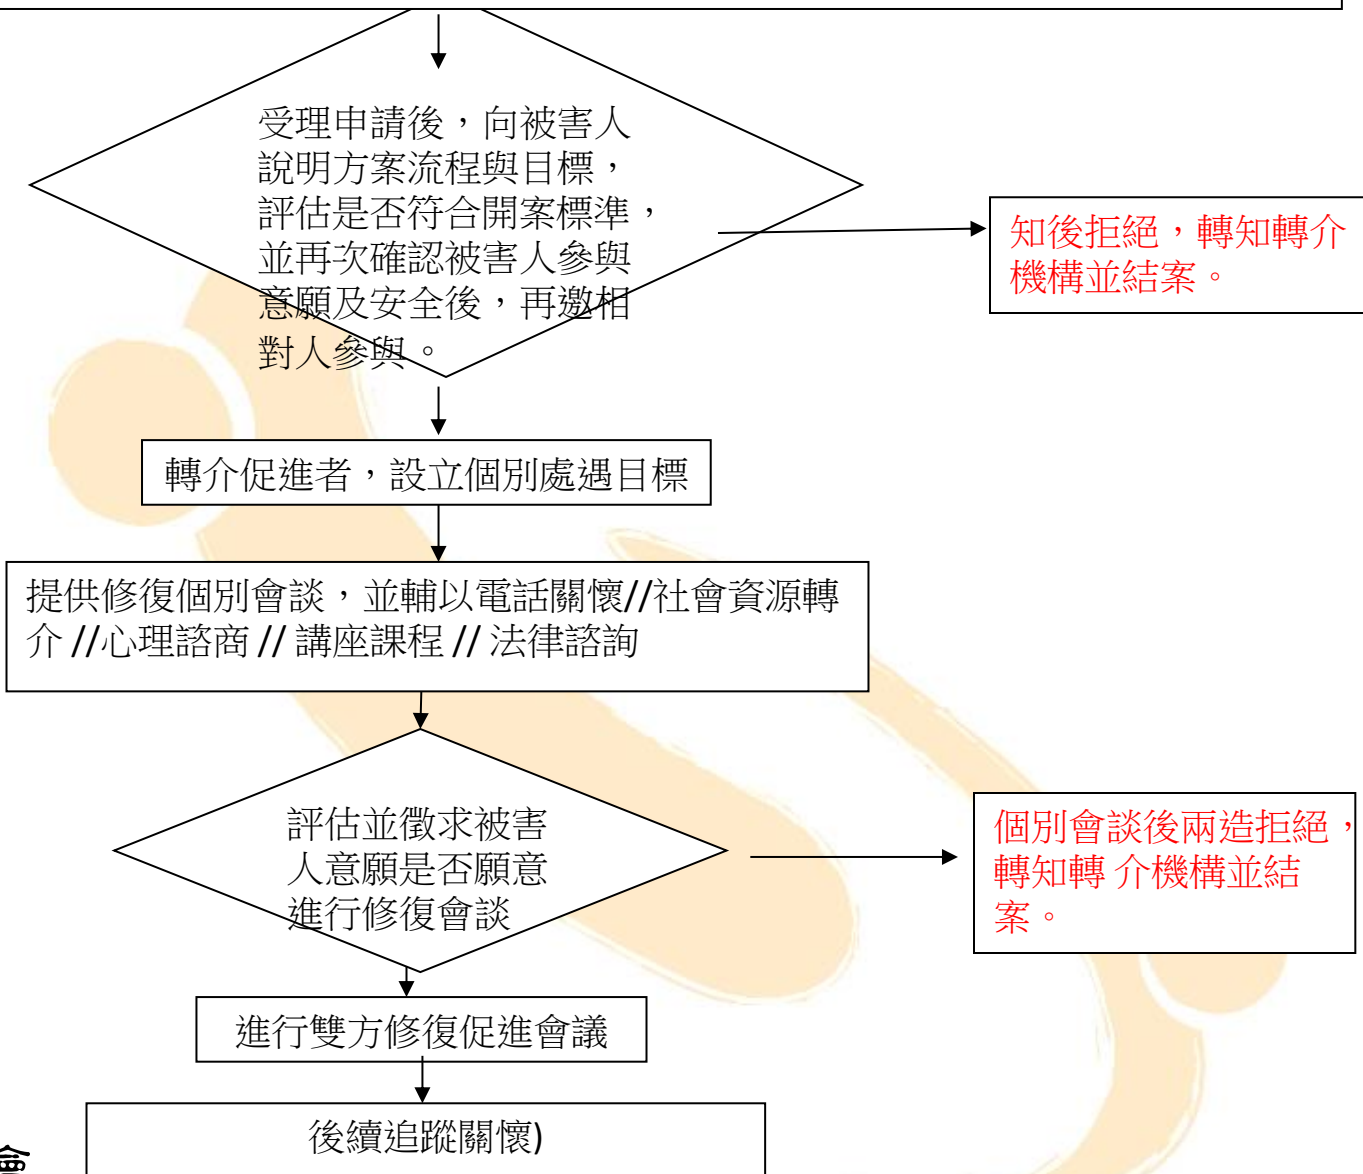 受理申請後，向被害人
說明方案流程與目標，
評估是否符合開案標準，
並再次確認被害人參與
意願及安全後，再邀相
對人參與。
知後拒絕，轉知轉介
機構並結案。
轉介促進者，設立個別處遇目標
提供修復個別會談，並輔以電話關懷//社會資源轉
介 //心理諮商 // 講座課程 // 法律諮詢
評估並徵求被害
人意願是否願意
進行修復會談
個別會談後兩造拒絕，
轉知轉 介機構並結
案。
進行雙方修復促進會議
後續追蹤關懷)
會